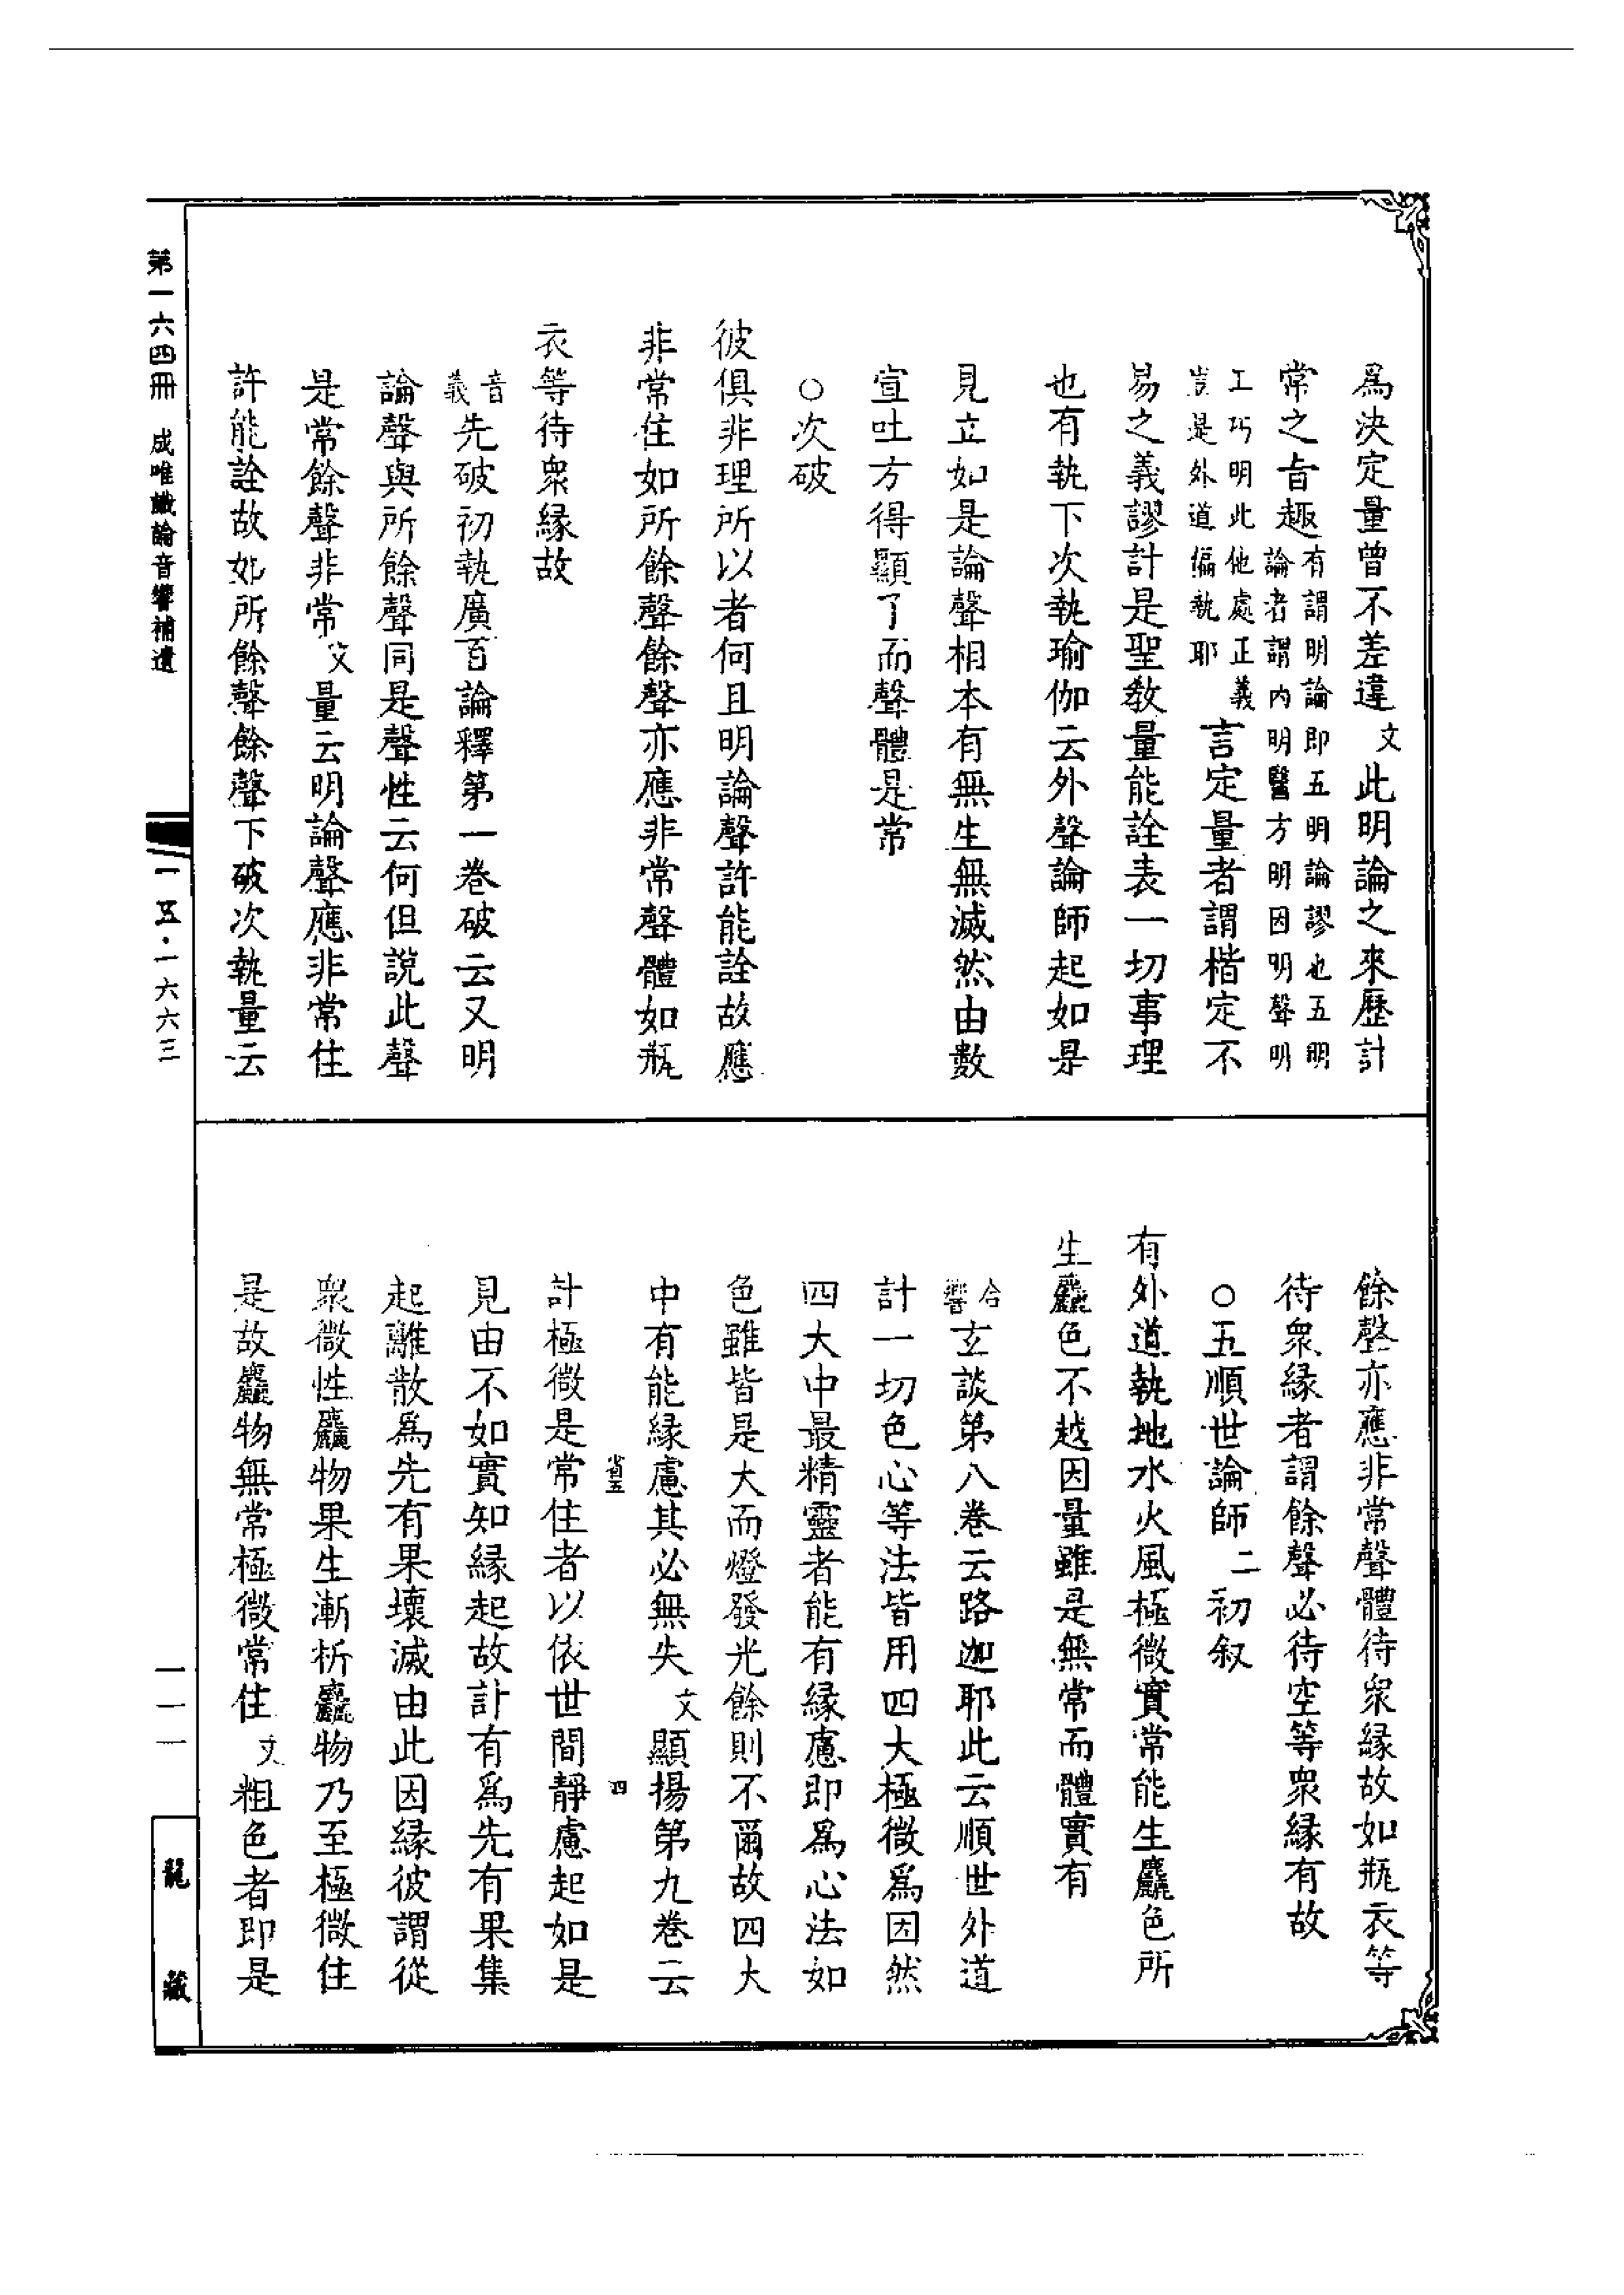 為決定量曾不差違文此明論之來歷計
常之旨趣有謂明論即五明論謬也五明
論者謂內明醫方明因明聲明
工巧明此他處正義
豈是外道偏執耶言定量者謂楷定不
易之義謬計是聖教量能詮表一切事理
也有執下次執瑜伽云外聲論師起如是
見立如是論聲相本有無生無滅然由數
宣吐方得顯了而聲體是常
○次破
彼俱非理所以者何且明論聲許能詮故應
非常住如所餘聲餘聲亦應非常聲體如瓶
衣等待衆緣故
音義先破初執廣百論釋第一卷破云又明
論聲與所餘聲同是聲性云何但說此聲
是常餘聲非常文量云明論聲應非常住
許能詮故如所餘聲餘聲下破次執量云
餘聲亦應非常聲體待衆緣故如瓶衣等
待衆緣者謂餘聲必待空等衆緣有故
○五順世論師二初叙
有外道執地水火風極微實常能生麤色所
生麤色不越因量雖是無常而體實有
合響玄談第八卷云路迦耶此云順世外道
計一切色心等法皆用四大極微為因然
四大中最精靈者能有緣慮即為心法如
色雖皆是大而燈發光餘則不爾故四大
中有能緣慮其必無失文顯揚第九卷云
計極微是常住者以依世間靜慮起如是
見由不如實知緣起故計有為先有果集
起離散為先有果壞滅由此因緣彼謂從
衆微性麤物果生漸析麤物乃至極微住
是故麤物無常極微常住文粗色者即是
第一六四冊 成唯識論音響補遺
一五·一六六三
一一一
龍藏